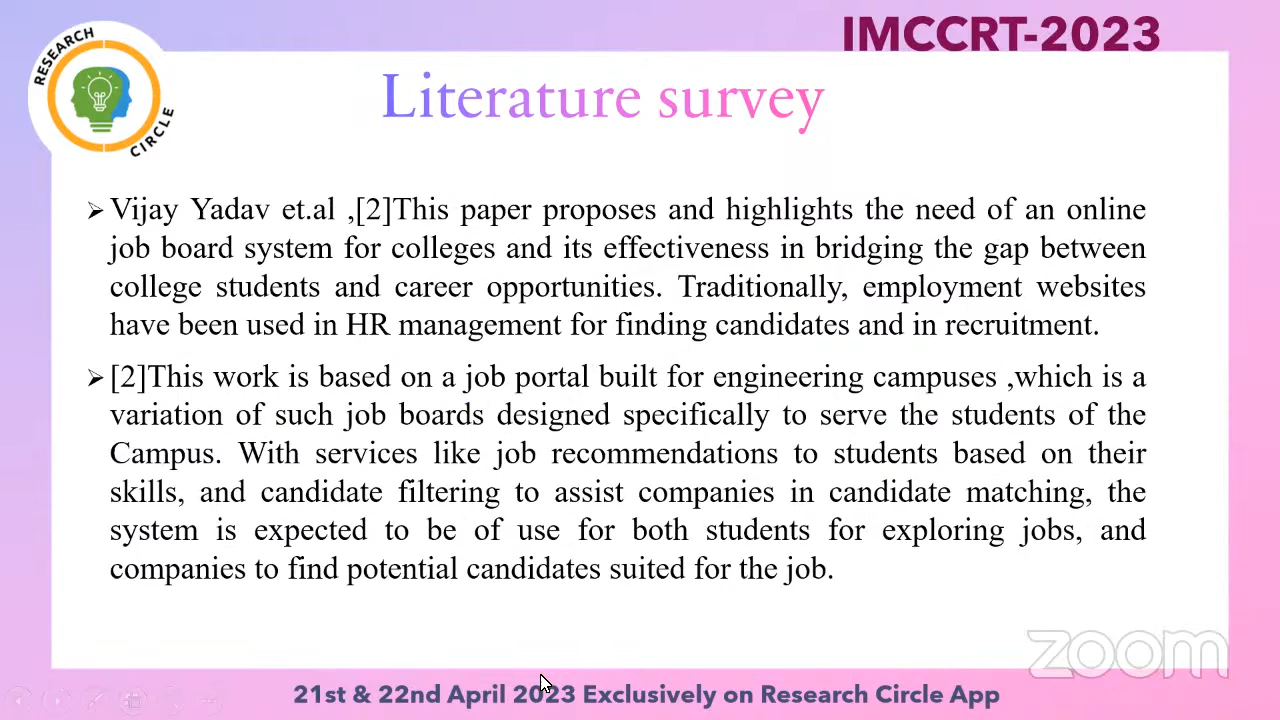 RESEARCH
CIRCLE
IMCCRT-2023
Literature survey
➢ Vijay Yadav et.al ,[2]This paper proposes and highlights the need of an online
job board system for colleges and its effectiveness in bridging the gap between
college students and career opportunities. Traditionally, employment websites
have been used in HR management for finding candidates and in recruitment.
➢ [2]This work is based on a job portal built for engineering campuses ,which is a
variation of such job boards designed specifically to serve the students of the
Campus. With services like job recommendations to students based on their
skills, and candidate filtering to assist companies in candidate matching, the
system is expected to be of use for both students for exploring jobs, and
companies to find potential candidates suited for the job.
zoom
21st & 22nd April 2023 Exclusively on Research Circle App